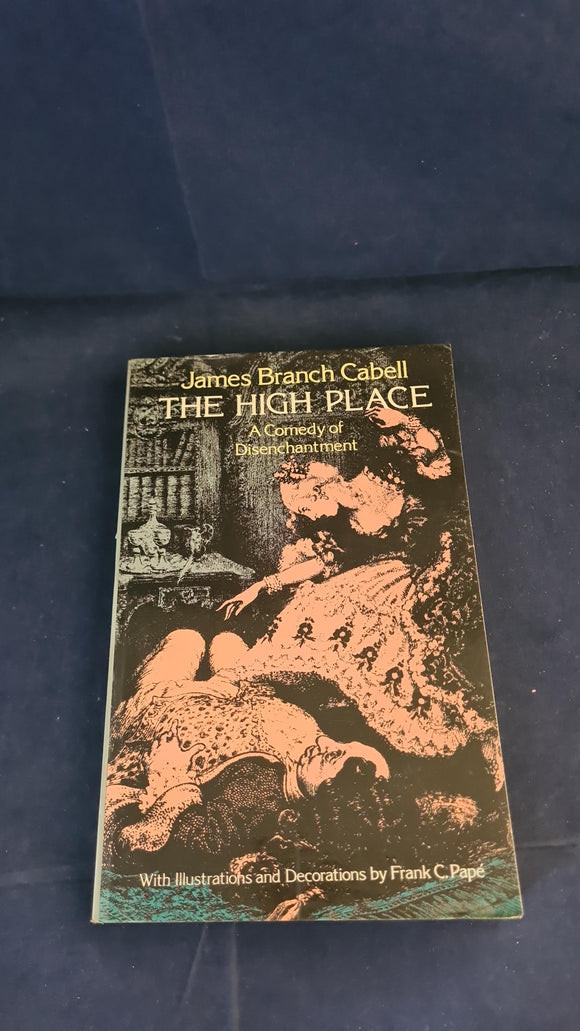 James Branch Cabell
THE HIGH PLACE
A Comedy of
Disenchantment
With Illustrations and Decorations by Frank C. Papé